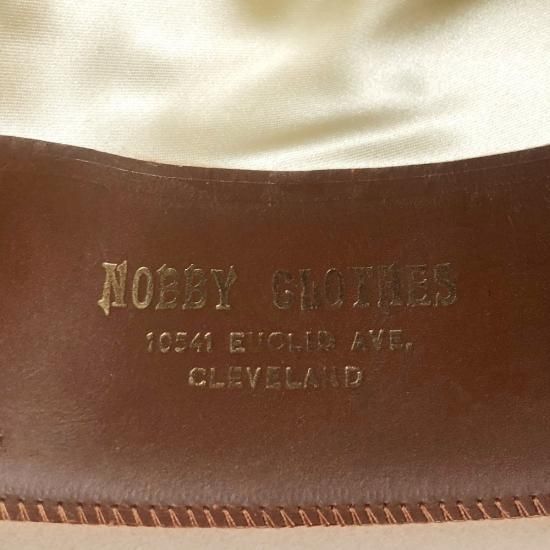 NOBBY CLOTHES
10541 EUCLID AVE.
CLEVELAND